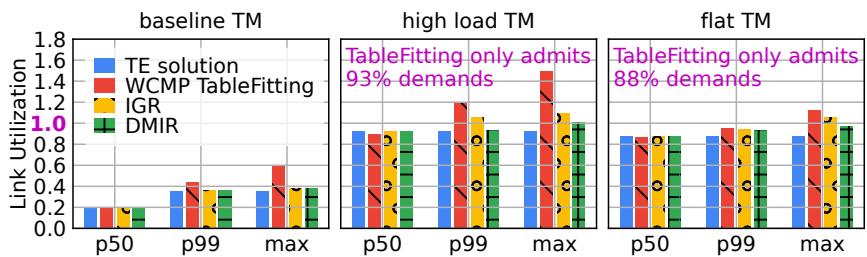 baseline TM
high load TM
flat TM
Link Utilization
1.8
1.6
1.4
1.2
1.0
0.8
0.6
0.4
0.2
0.0
TE solution
WCMP TableFitting
IGR
DMIR
TableFitting only admits
93% demands
TableFitting only admits
88% demands
p50 p99 max
p50 p99 max
p50 p99 max